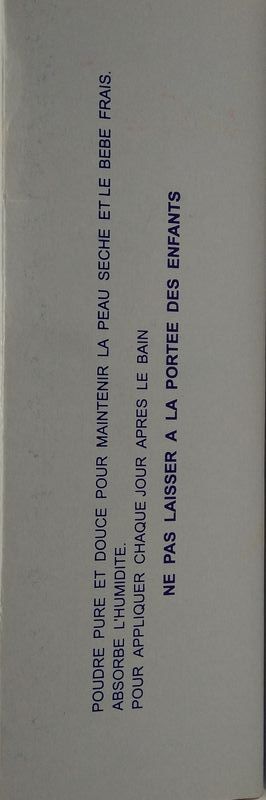 POUDRE PURE ET DOUCE POUR MAINTENIR LA PEAU SECHE ET LE BEBE FRAIS.
ABSORBE L'HUMIDITE.
POUR APPLIQUER CHAQUE JOUR APRES LE BAIN
NE PAS LAISSER A LA PORTEE DES ENFANTS